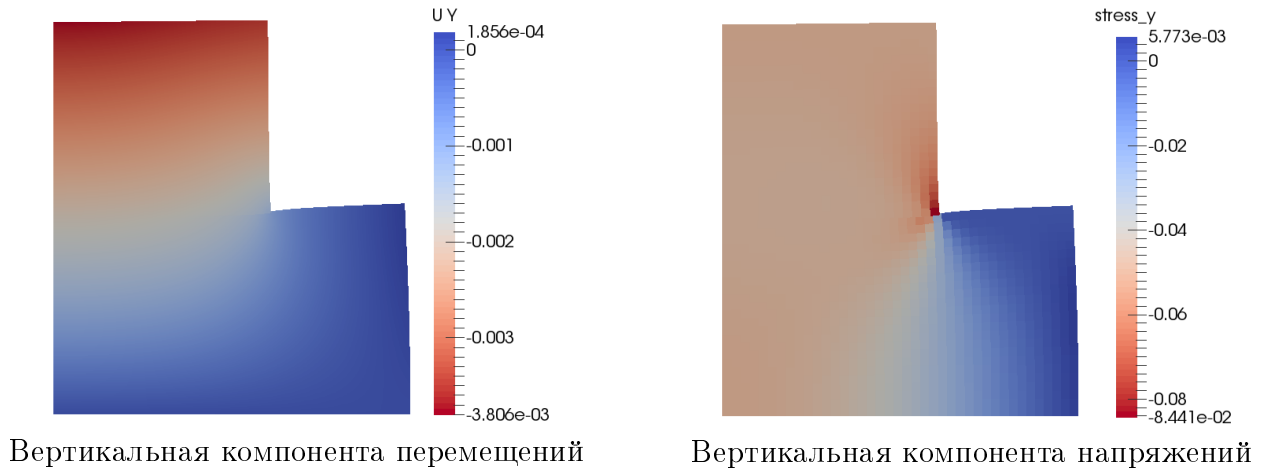 U Y
1.856e-04
0
-0.001
-0.002
-0.003
-3.806e-03
Вертикальная компонента перемещений
stress_y
5.773e-03
0
-0.02
-0.04
-0.06
-0.08
-8.441e-02
Вертикальная компонента напряжений